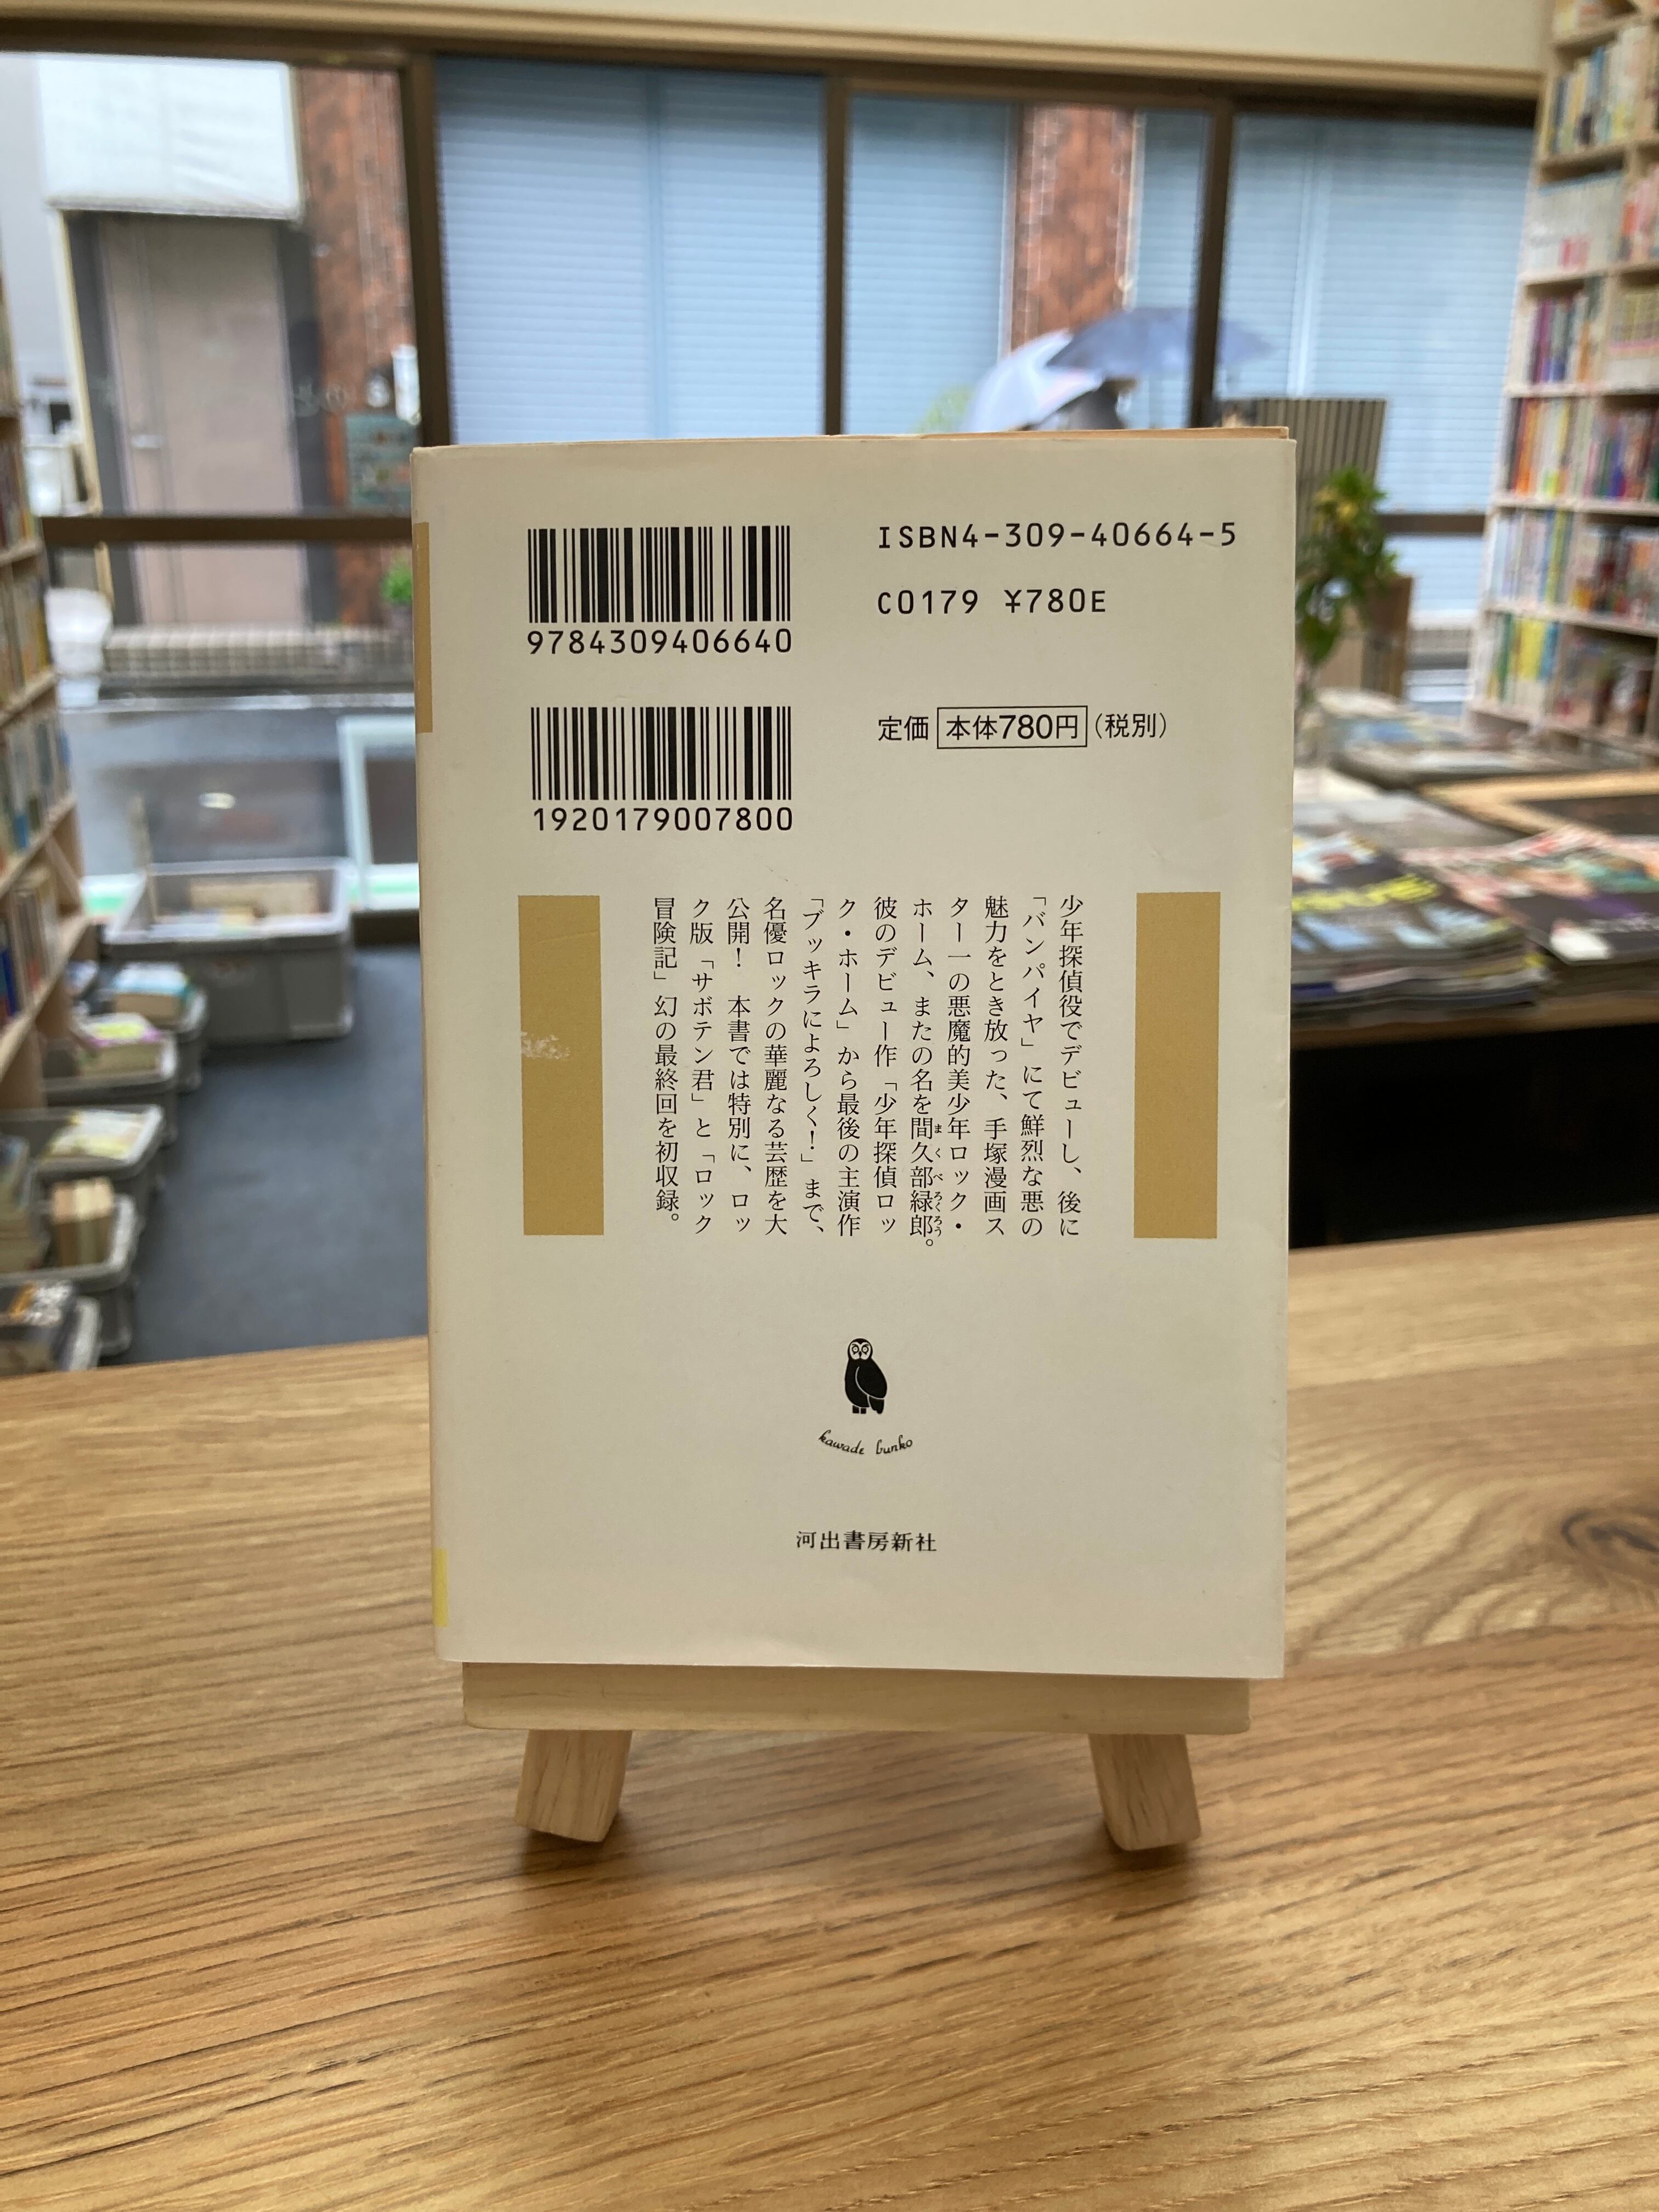 ISBN4-309-40664-5
C0179 ¥780E
9784309406640
定価 本体780円(税別)
1920179007800
少年探偵役でデビューし、後に
「バンパイヤ」にて鮮烈な悪の
魅力をとき放った、手塚漫画ス
ター一の悪魔的美少年ロック・
ホーム、またの名を間久部緑郎。
まくべろくろう
彼のデビュー作「少年探偵ロッ
ク・ホーム」から最後の主演作
「ブッキラによろしく!」まで、
名優ロックの華麗なる芸歴を大
公開! 本書では特別に、ロッ
ク版「サボテン君」と「ロック
冒険記」幻の最終回を初収録。
kawade bunko
河出書房新社